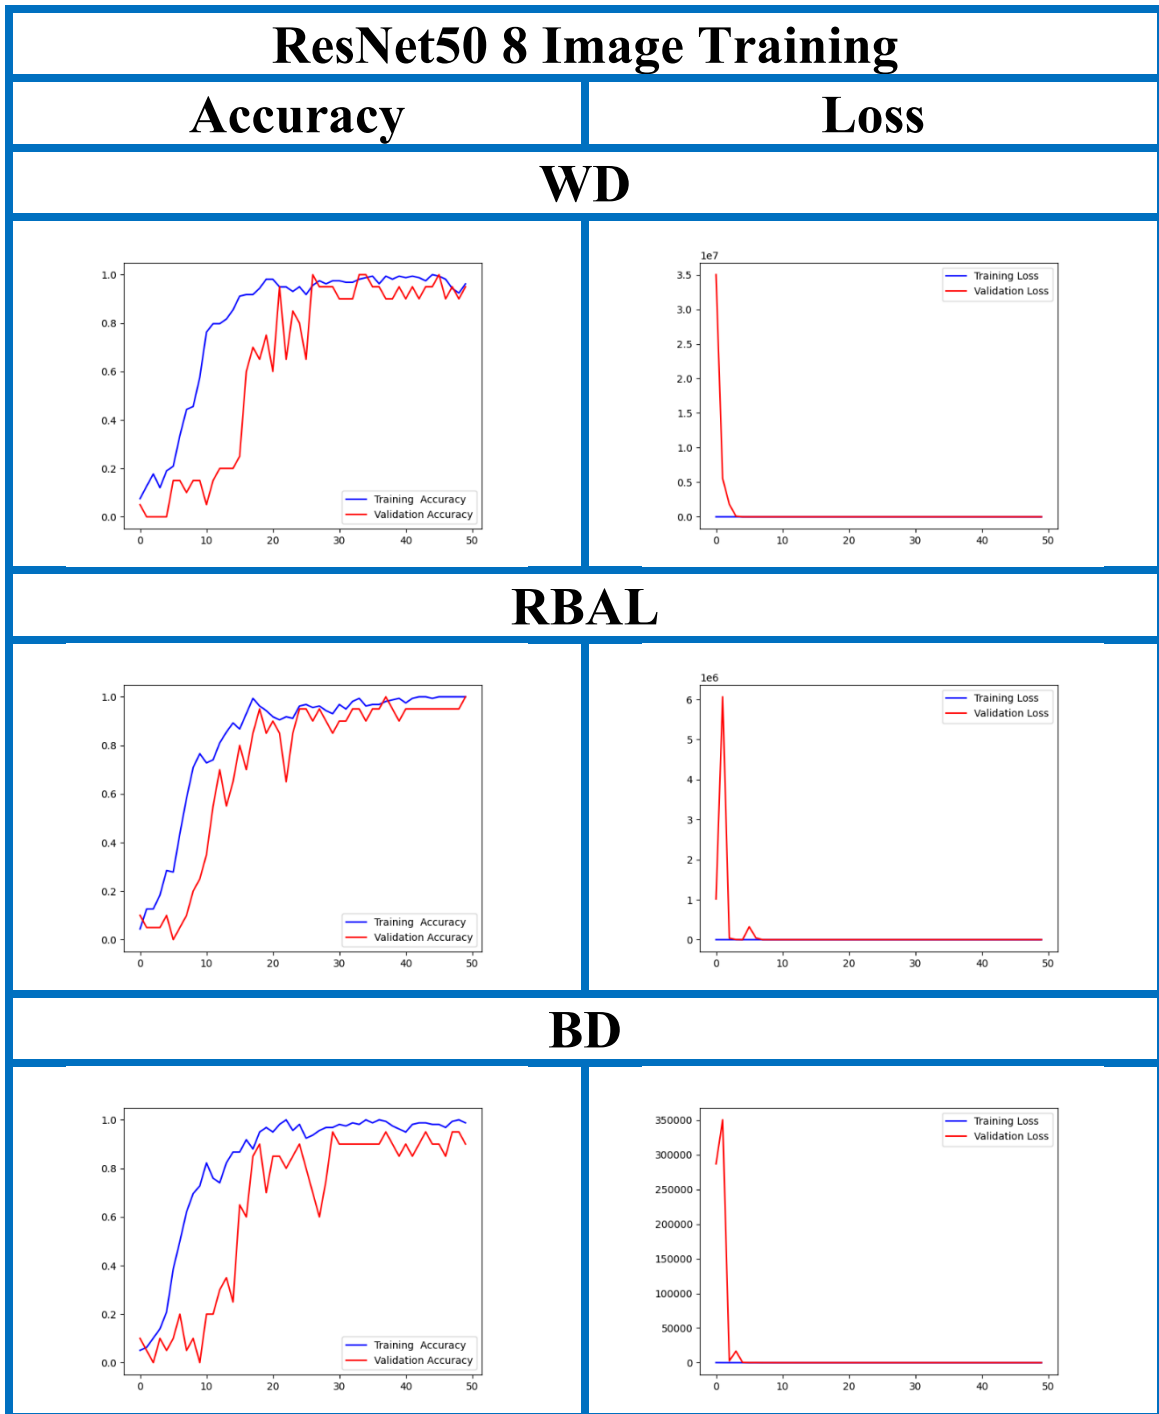 ResNet50 8 Image Training
Accuracy
Loss
WD
1.0
0.8
0.6
0.4
0.2
0.0
0 10 20 30 40 50
Training Accuracy
Validation Accuracy
1e7
3.5
3.0
2.5
2.0
1.5
1.0
0.5
0.0
0 10 20 30 40 50
Training Loss
Validation Loss
RBAL
1.0
0.8
0.6
0.4
0.2
0.0
0 10 20 30 40 50
Training Accuracy
Validation Accuracy
1e6
6
5
4
3
2
1
0
0 10 20 30 40 50
Training Loss
Validation Loss
BD
1.0
0.8
0.6
0.4
0.2
0.0
0 10 20 30 40 50
Training Accuracy
Validation Accuracy
350000
300000
250000
200000
150000
100000
50000
0
0 10 20 30 40 50
Training Loss
Validation Loss